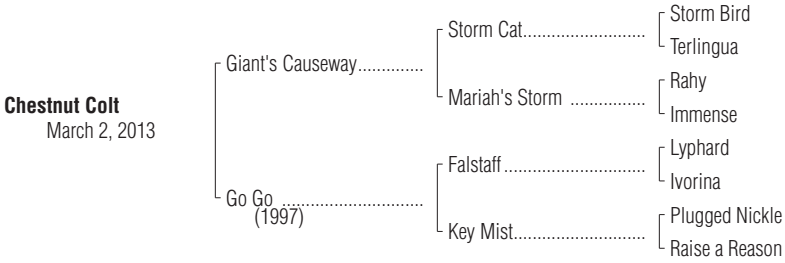 Storm Bird
Storm Cat..........................
Terlingua
Giant's Causeway..............
Rahy
Mariah's Storm ................
Immense
Chestnut Colt
March 2, 2013
Lyphard
Falstaff..............................
Ivorina
Go Go ..............................
(1997)
Plugged Nickle
Key Mist............................
Raise a Reason